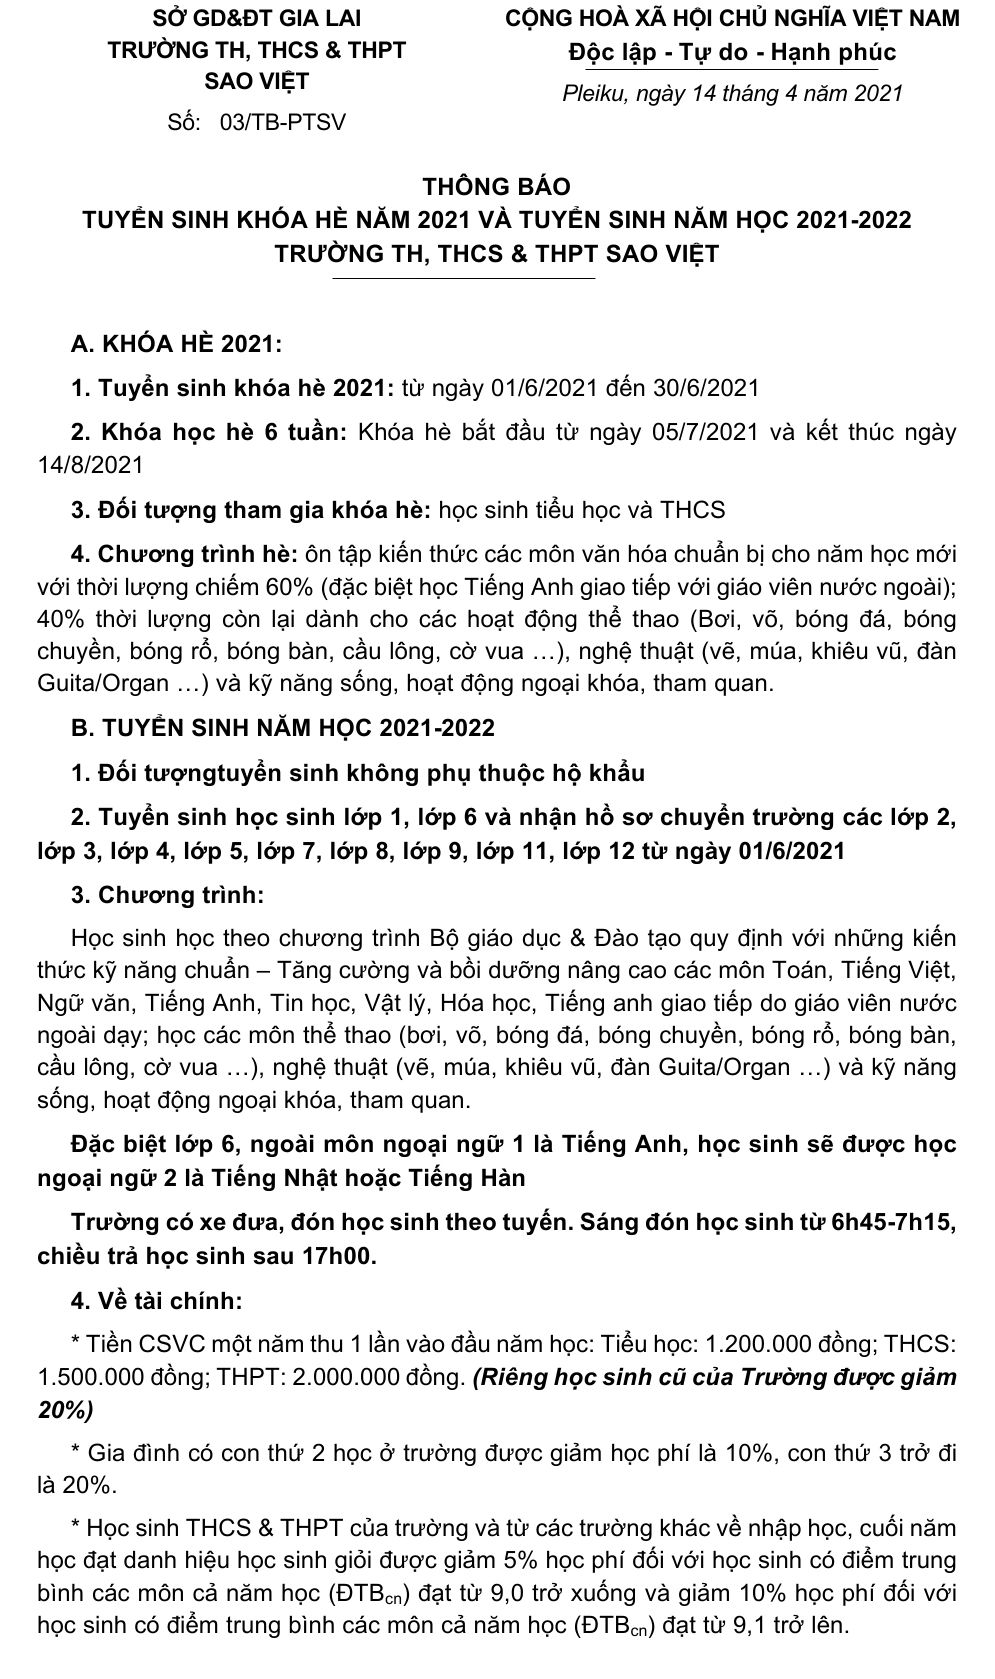 SỞ GD&ĐT GIA LAI
TRƯỜNG TH, THCS & THPT
SAO VIỆT
Số: 03/TB-PTSV
CỘNG HOÀ XÃ HỘI CHỦ NGHĨA VIỆT NAM
Độc lập - Tự do - Hạnh phúc
Pleiku, ngày 14 tháng 4 năm 2021
THÔNG BÁO
TUYỂN SINH KHÓA HÈ NĂM 2021 VÀ TUYỂN SINH NĂM HỌC 2021-2022
TRƯỜNG TH, THCS & THPT SAO VIỆT
A. KHÓA HÈ 2021:
1. Tuyển sinh khóa hè 2021: từ ngày 01/6/2021 đến 30/6/2021
2. Khóa học hè 6 tuần: Khóa hè bắt đầu từ ngày 05/7/2021 và kết thúc ngày
14/8/2021
3. Đối tượng tham gia khóa hè: học sinh tiểu học và THCS
4. Chương trình hè: ôn tập kiến thức các môn văn hóa chuẩn bị cho năm học mới
với thời lượng chiếm 60% (đặc biệt học Tiếng Anh giao tiếp với giáo viên nước ngoài);
40% thời lượng còn lại dành cho các hoạt động thể thao (Bơi, võ, bóng đá, bóng
chuyền, bóng rổ, bóng bàn, cầu lông, cờ vua …), nghệ thuật (vẽ, múa, khiêu vũ, đàn
Guita/Organ …) và kỹ năng sống, hoạt động ngoại khóa, tham quan.
B. TUYỂN SINH NĂM HỌC 2021-2022
1. Đối tượngtuyển sinh không phụ thuộc hộ khẩu
2. Tuyển sinh học sinh lớp 1, lớp 6 và nhận hồ sơ chuyển trường các lớp 2,
lớp 3, lớp 4, lớp 5, lớp 7, lớp 8, lớp 9, lớp 11, lớp 12 từ ngày 01/6/2021
3. Chương trình:
Học sinh học theo chương trình Bộ giáo dục & Đào tạo quy định với những kiến
thức kỹ năng chuẩn – Tăng cường và bồi dưỡng nâng cao các môn Toán, Tiếng Việt,
Ngữ văn, Tiếng Anh, Tin học, Vật lý, Hóa học, Tiếng anh giao tiếp do giáo viên nước
ngoài dạy; học các môn thể thao (bơi, võ, bóng đá, bóng chuyền, bóng rổ, bóng bàn,
cầu lông, cờ vua …), nghệ thuật (vẽ, múa, khiêu vũ, đàn Guita/Organ …) và kỹ năng
sống, hoạt động ngoại khóa, tham quan.
Đặc biệt lớp 6, ngoài môn ngoại ngữ 1 là Tiếng Anh, học sinh sẽ được học
ngoại ngữ 2 là Tiếng Nhật hoặc Tiếng Hàn
Trường có xe đưa, đón học sinh theo tuyến. Sáng đón học sinh từ 6h45-7h15,
chiều trả học sinh sau 17h00.
4. Về tài chính:
* Tiền CSVC một năm thu 1 lần vào đầu năm học: Tiểu học: 1.200.000 đồng; THCS:
1.500.000 đồng; THPT: 2.000.000 đồng. (Riêng học sinh cũ của Trường được giảm
20%)
* Gia đình có con thứ 2 học ở trường được giảm học phí là 10%, con thứ 3 trở đi
là 20%.
* Học sinh THCS & THPT của trường và từ các trường khác về nhập học, cuối năm
học đạt danh hiệu học sinh giỏi được giảm 5% học phí đối với học sinh có điểm trung
bình các môn cả năm học (ĐTBcn) đạt từ 9,0 trở xuống và giảm 10% học phí đối với
học sinh có điểm trung bình các môn cả năm học (ĐTBcn) đạt từ 9,1 trở lên.